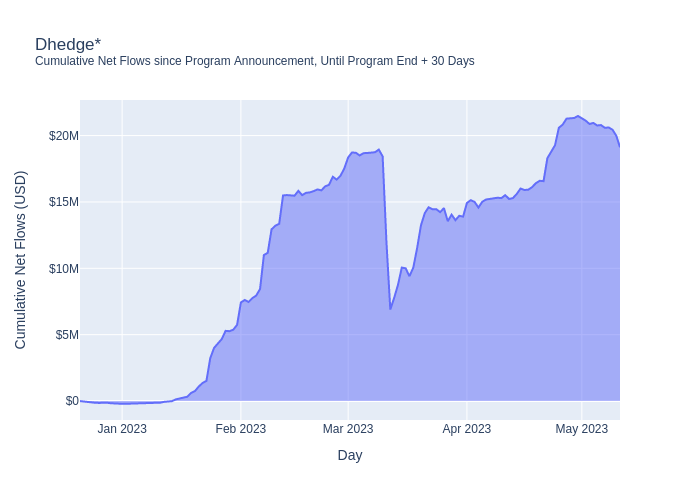 Dhedge*
Cumulative Net Flows since Program Announcement, Until Program End + 30 Days
Cumulative Net Flows (USD)
$20M
$15M
$10M
$5M
$0
Jan 2023 Feb 2023 Mar 2023 Apr 2023 May 2023
Day